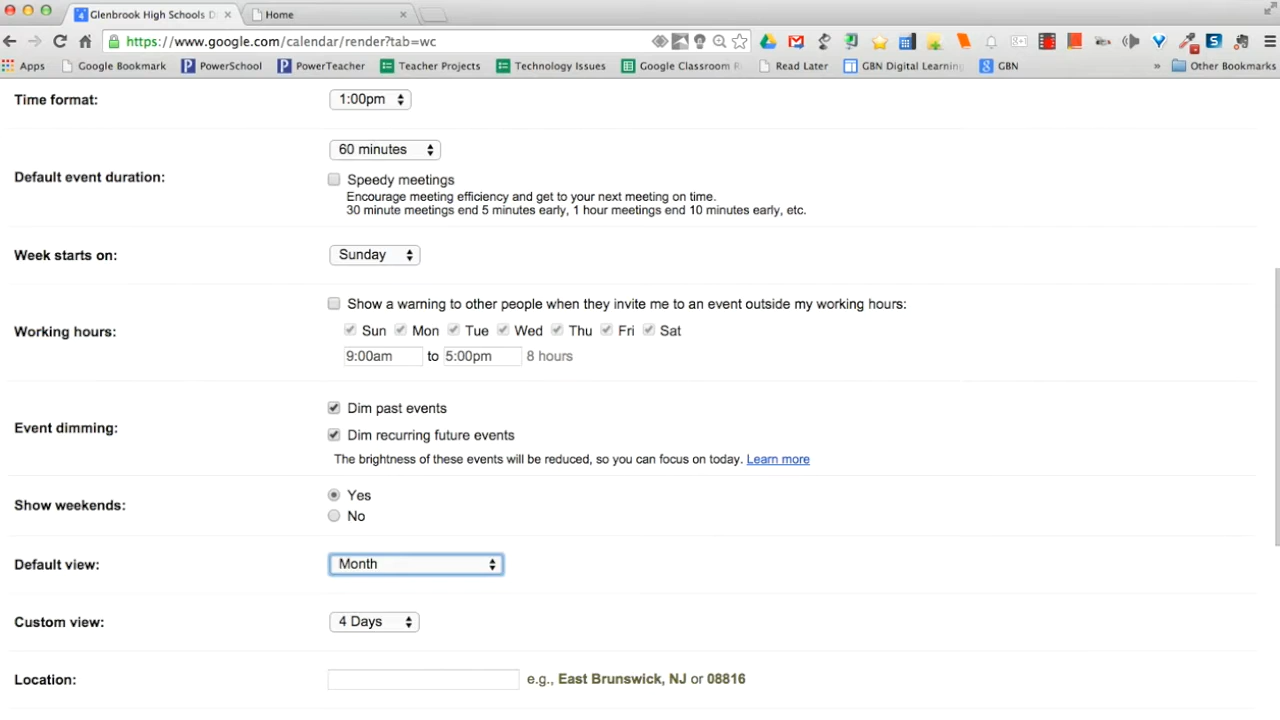 Glenbrook High Schools D
Home
https://www.google.com/calendar/render?tab=wc
Apps Google Bookmark PowerSchool PowerTeacher Teacher Projects Technology Issues Google Classroom R Read Later GBN Digital Learning GBN » Other Bookmarks
Time format: 1:00pm
60 minutes
Default event duration:
Speedy meetings
Encourage meeting efficiency and get to your next meeting on time.
30 minute meetings end 5 minutes early, 1 hour meetings end 10 minutes early, etc.
Week starts on: Sunday
Show a warning to other people when they invite me to an event outside my working hours:
Working hours: Sun Mon Tue Wed Thu Fri Sat
9:00am to 5:00pm 8 hours
Dim past events
Event dimming:
Dim recurring future events
The brightness of these events will be reduced, so you can focus on today. Learn more
Show weekends: Yes
No
Default view: Month
Custom view: 4 Days
Location: e.g., East Brunswick, NJ or 08816